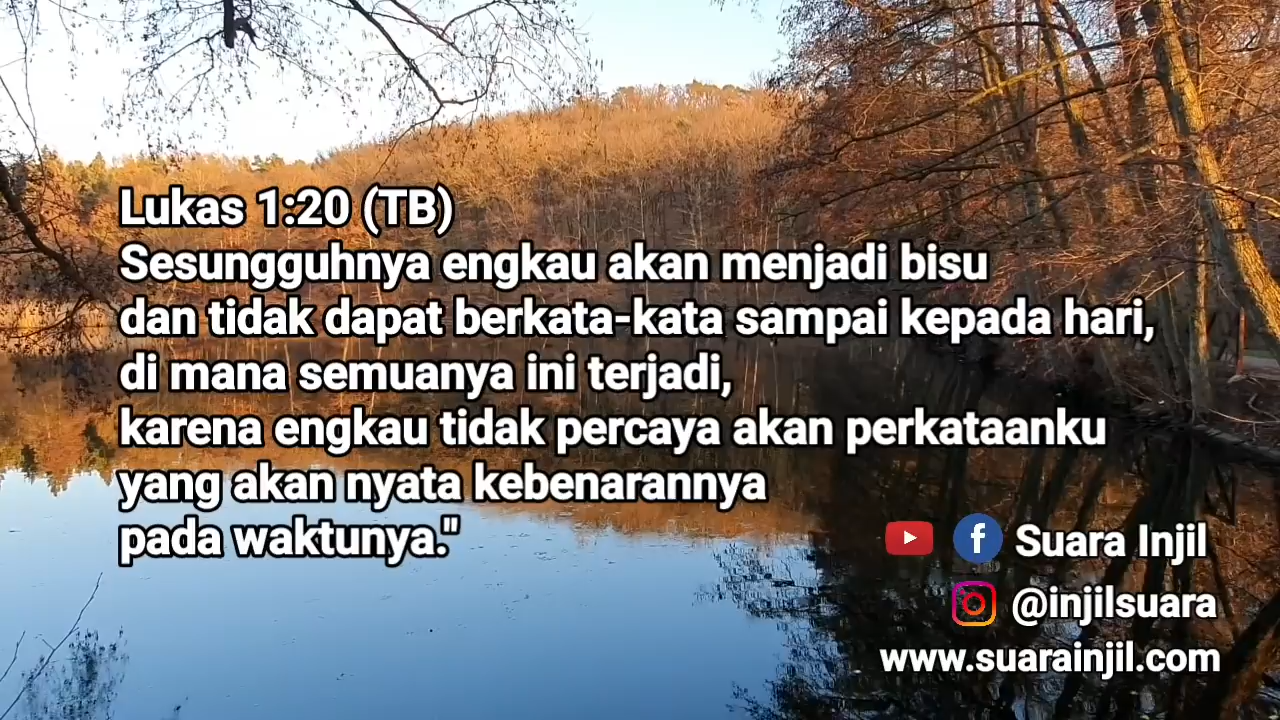 Lukas 1:20 (TB)
Sesungguhnya engkau akan menjadi bisu
dan tidak dapat berkata-kata sampai kepada hari,
di mana semuanya ini terjadi,
karena engkau tidak percaya akan perkataanku
yang akan nyata kebenarannya
pada waktunya."
Suara Injil
@injilsuara
www.suarainjil.com